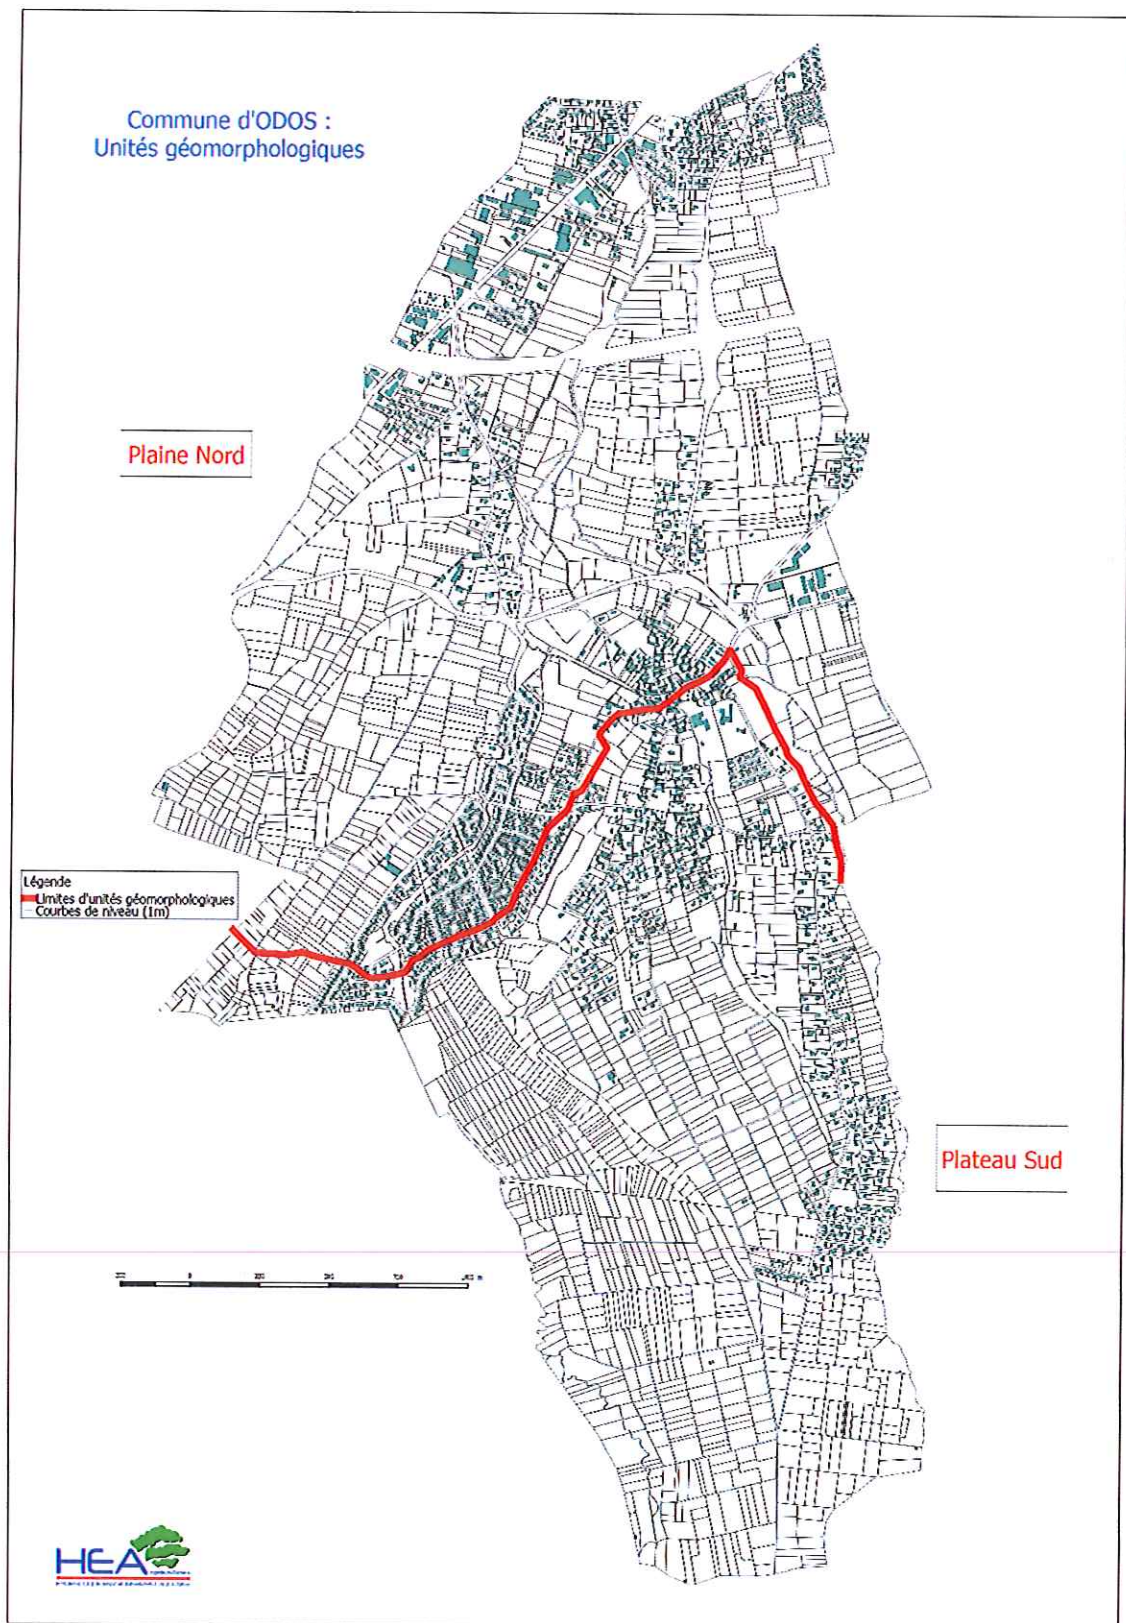 Commune d'ODOS :
Unités géomorphologiques
Plaine Nord
Légende
Limites d'unités géomorphologiques
Courbes de niveau (1m)
Plateau Sud
HEA